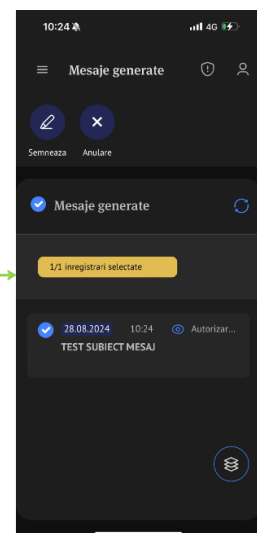 10:24 4G
Mesaje generate
Semneaza Anulare
Mesaje generate
1/1 inregistrari selectate
28.08.2024 10:24 Autorizar...
TEST SUBIECT MESAJ